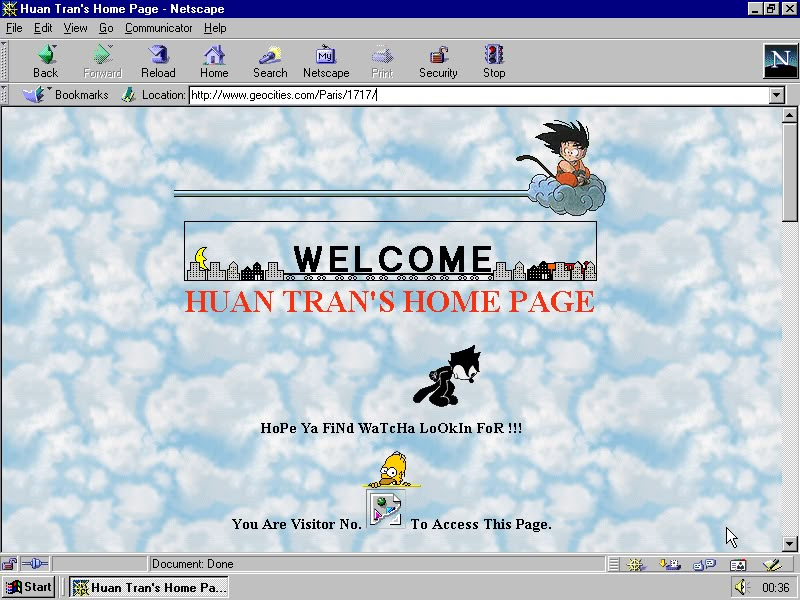 Huan Tran's Home Page - Netscape
File Edit View Go Communicator Help
My N
Back Forward Reload Home Search Netscape Print Security Stop
Bookmarks Location: http://www.geocities.com/Paris/1717/
WELCOME
HUAN TRAN'S HOME PAGE
HoPe Ya FiNd WaTcHa LoOkIn FoR !!!
You Are Visitor No. To Access This Page.
Document: Done
Start Huan Tran's Home Pa... 00:36